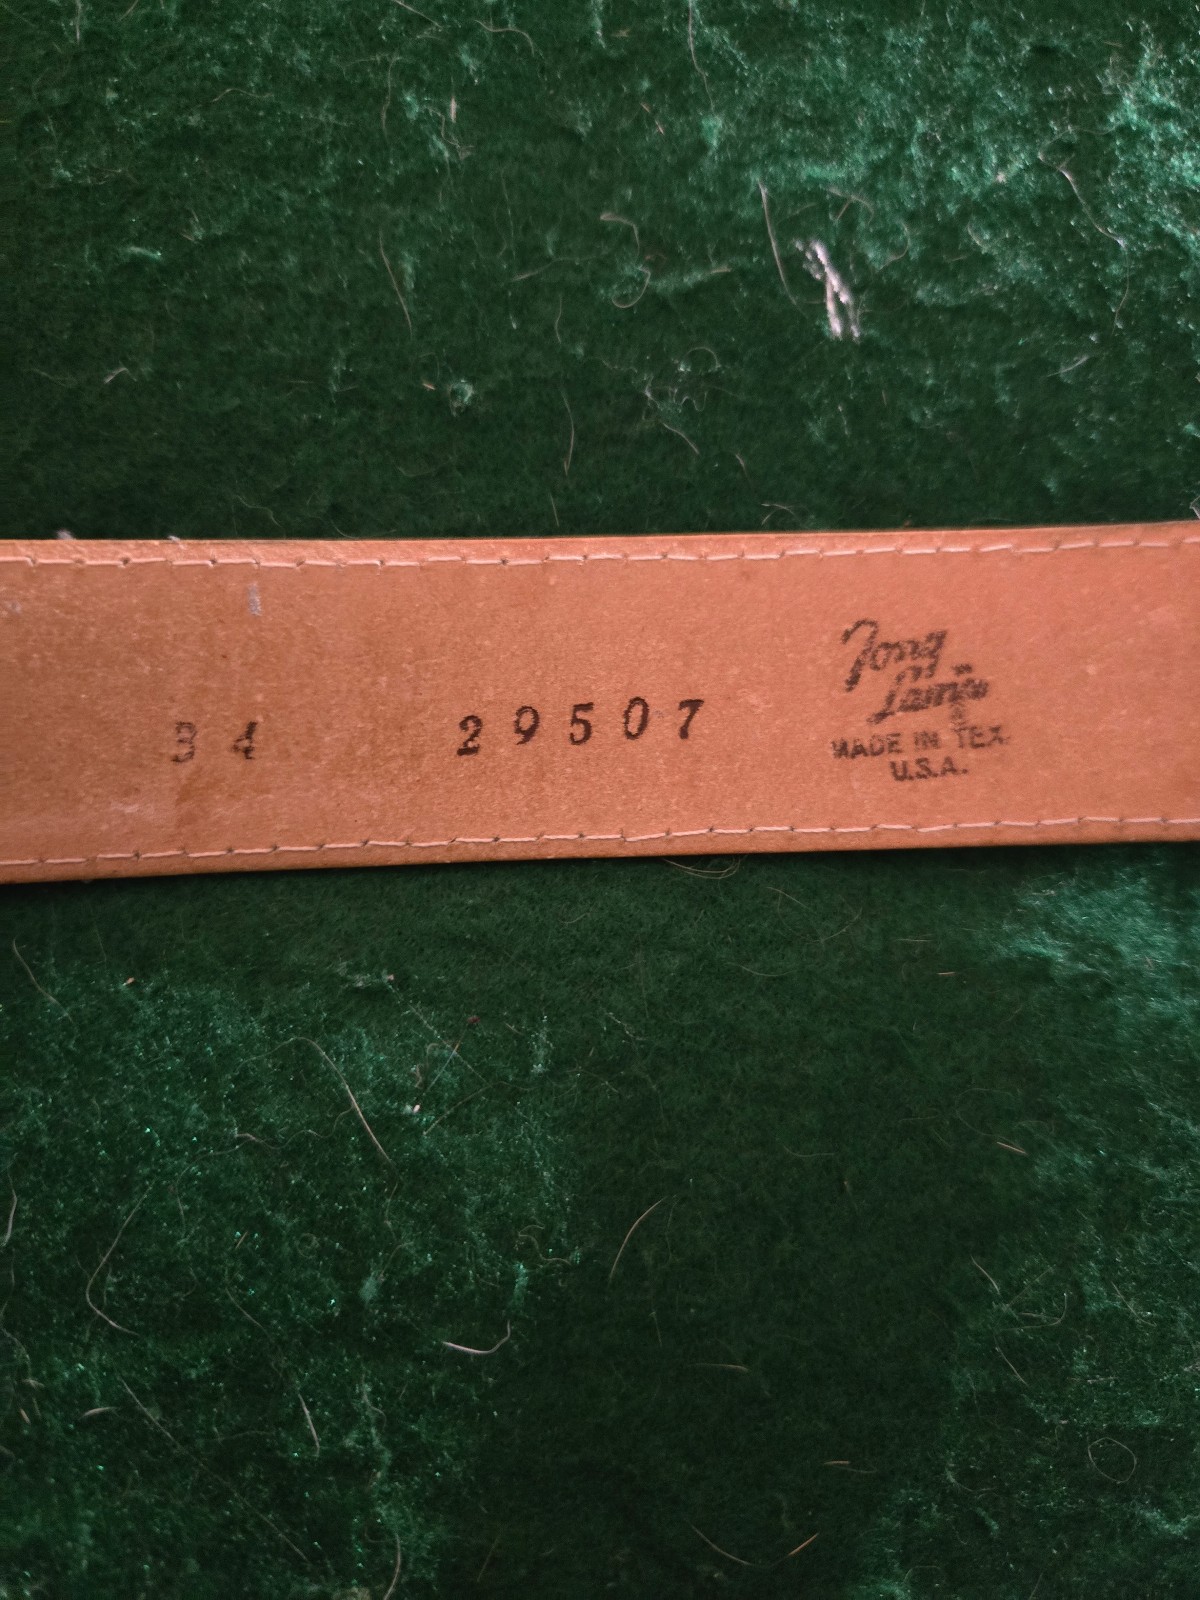 34 29507
Tony
Lama
MADE IN TEX.
U.S.A.